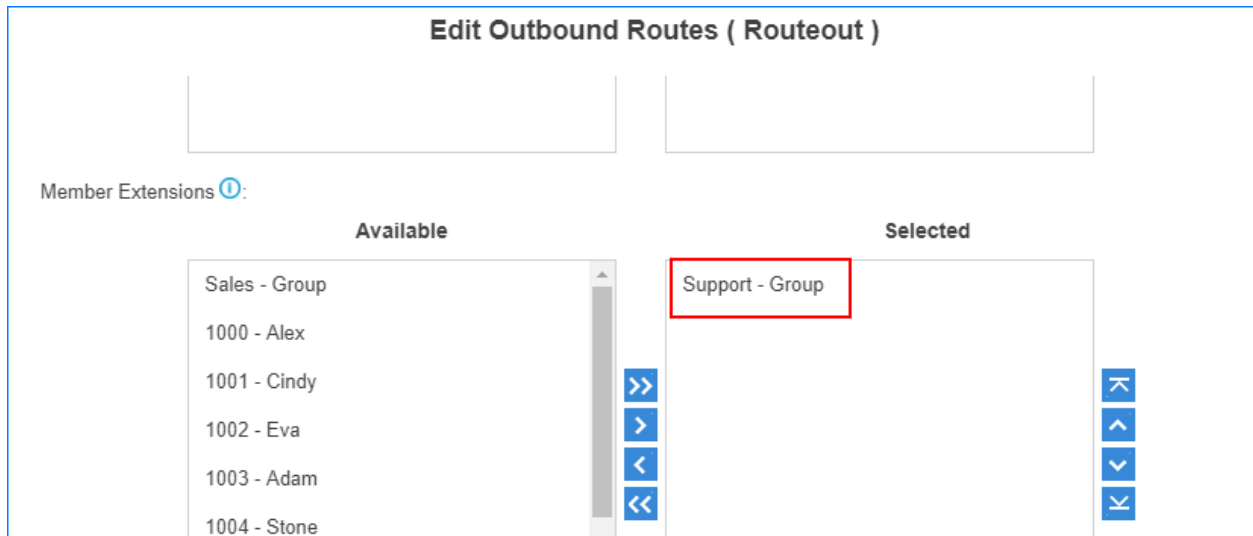 Edit Outbound Routes ( Routeout )
Member Extensions :
Available
Selected
Sales - Group
Support - Group
1000 - Alex
1001 - Cindy
1002 - Eva
1003 - Adam
1004 - Stone